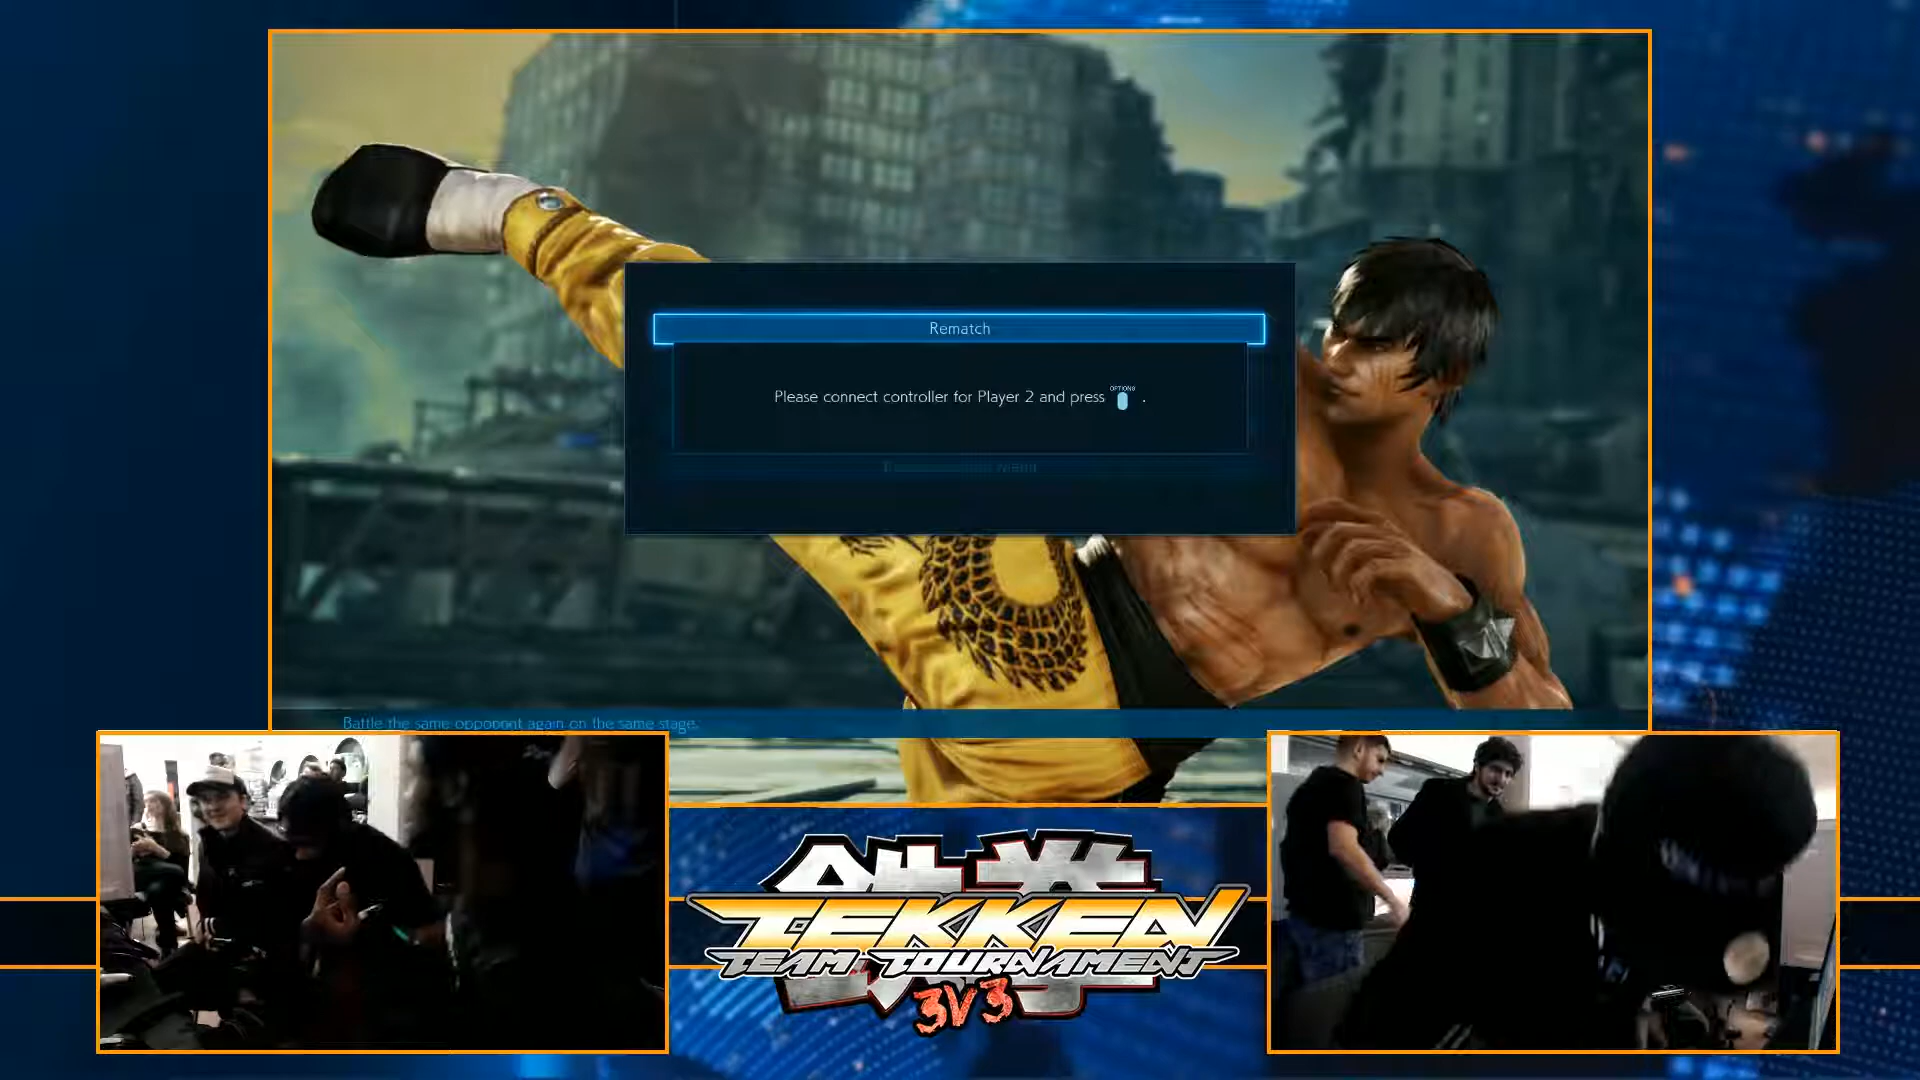 Rematch
Please connect controller for Player 2 and press OPTIONS .
Battle the same opponent again on the same stage.
TEKKEN
TEAM TOURNAMENT
3V3